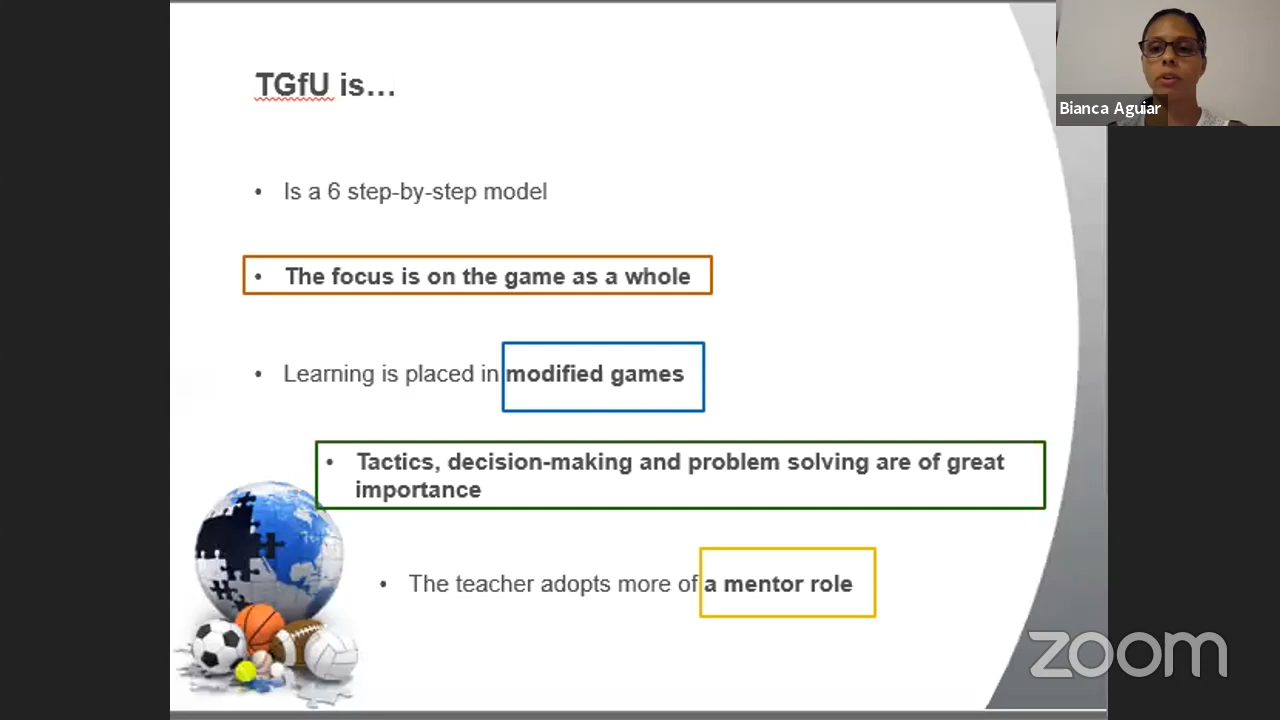 TGfU is...
Bianca Aguiar
• Is a 6 step-by-step model
• The focus is on the game as a whole
• Learning is placed in modified games
• Tactics, decision-making and problem solving are of great
importance
• The teacher adopts more of a mentor role
zoom